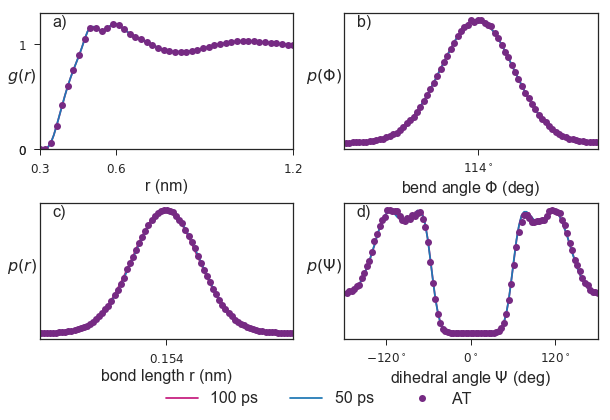 a)
1
g(r)
0
0.3
0.6
1.2
r (nm)
b)
p(Φ)
114°
bend angle Φ (deg)
c)
p(r)
0.154
bond length r (nm)
d)
p(Ψ)
−120°
0°
120°
dihedral angle Ψ (deg)
100 ps
50 ps
AT